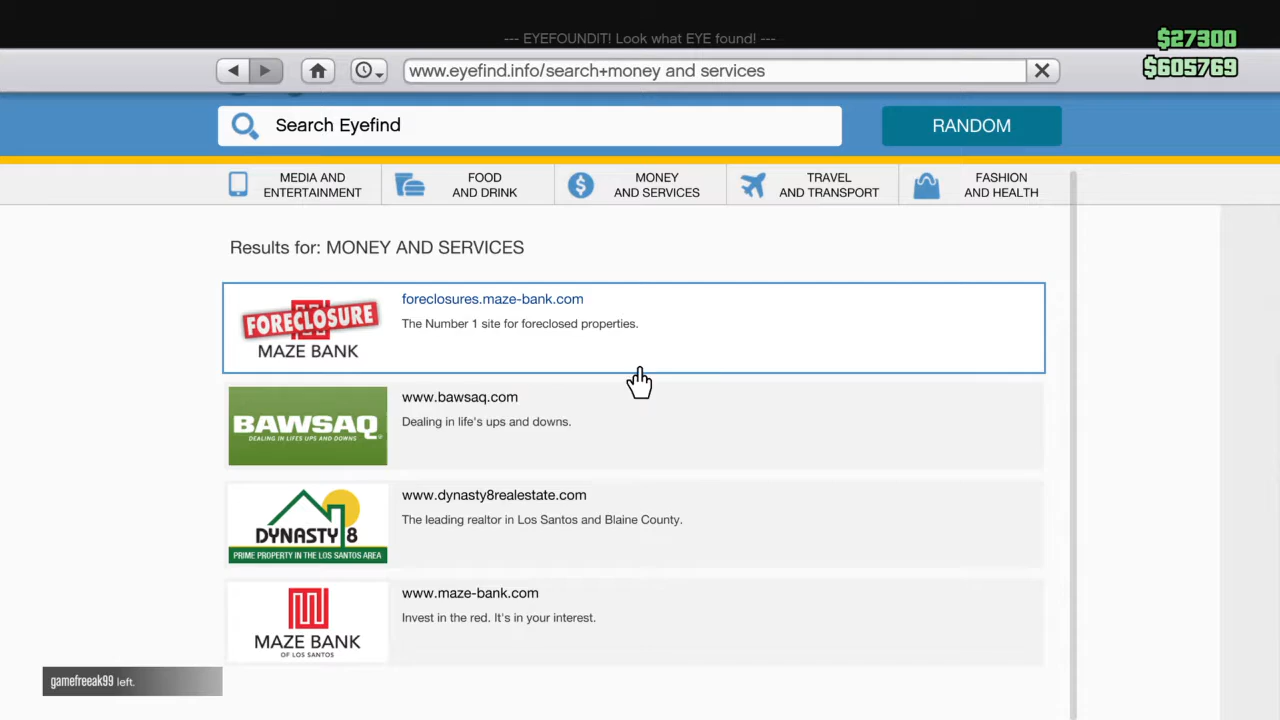 --- EYEFOUNDIT! Look what EYE found! ---
$27300
$605769
www.eyefind.info/search+money and services
Search Eyefind
RANDOM
MEDIA AND
ENTERTAINMENT
FOOD
AND DRINK
MONEY
AND SERVICES
TRAVEL
AND TRANSPORT
FASHION
AND HEALTH
Results for: MONEY AND SERVICES
FORECLOSURE
MAZE BANK
foreclosures.maze-bank.com
The Number 1 site for foreclosed properties.
BAWSAQ
DEALING IN LIFES UPS AND DOWNS
www.bawsaq.com
Dealing in life's ups and downs.
DYNASTY 8
PRIME PROPERTY IN THE LOS SANTOS AREA
www.dynasty8realestate.com
The leading realtor in Los Santos and Blaine County.
MAZE BANK
OF LOS SANTOS
www.maze-bank.com
Invest in the red. It's in your interest.
gamefreeak99 left.